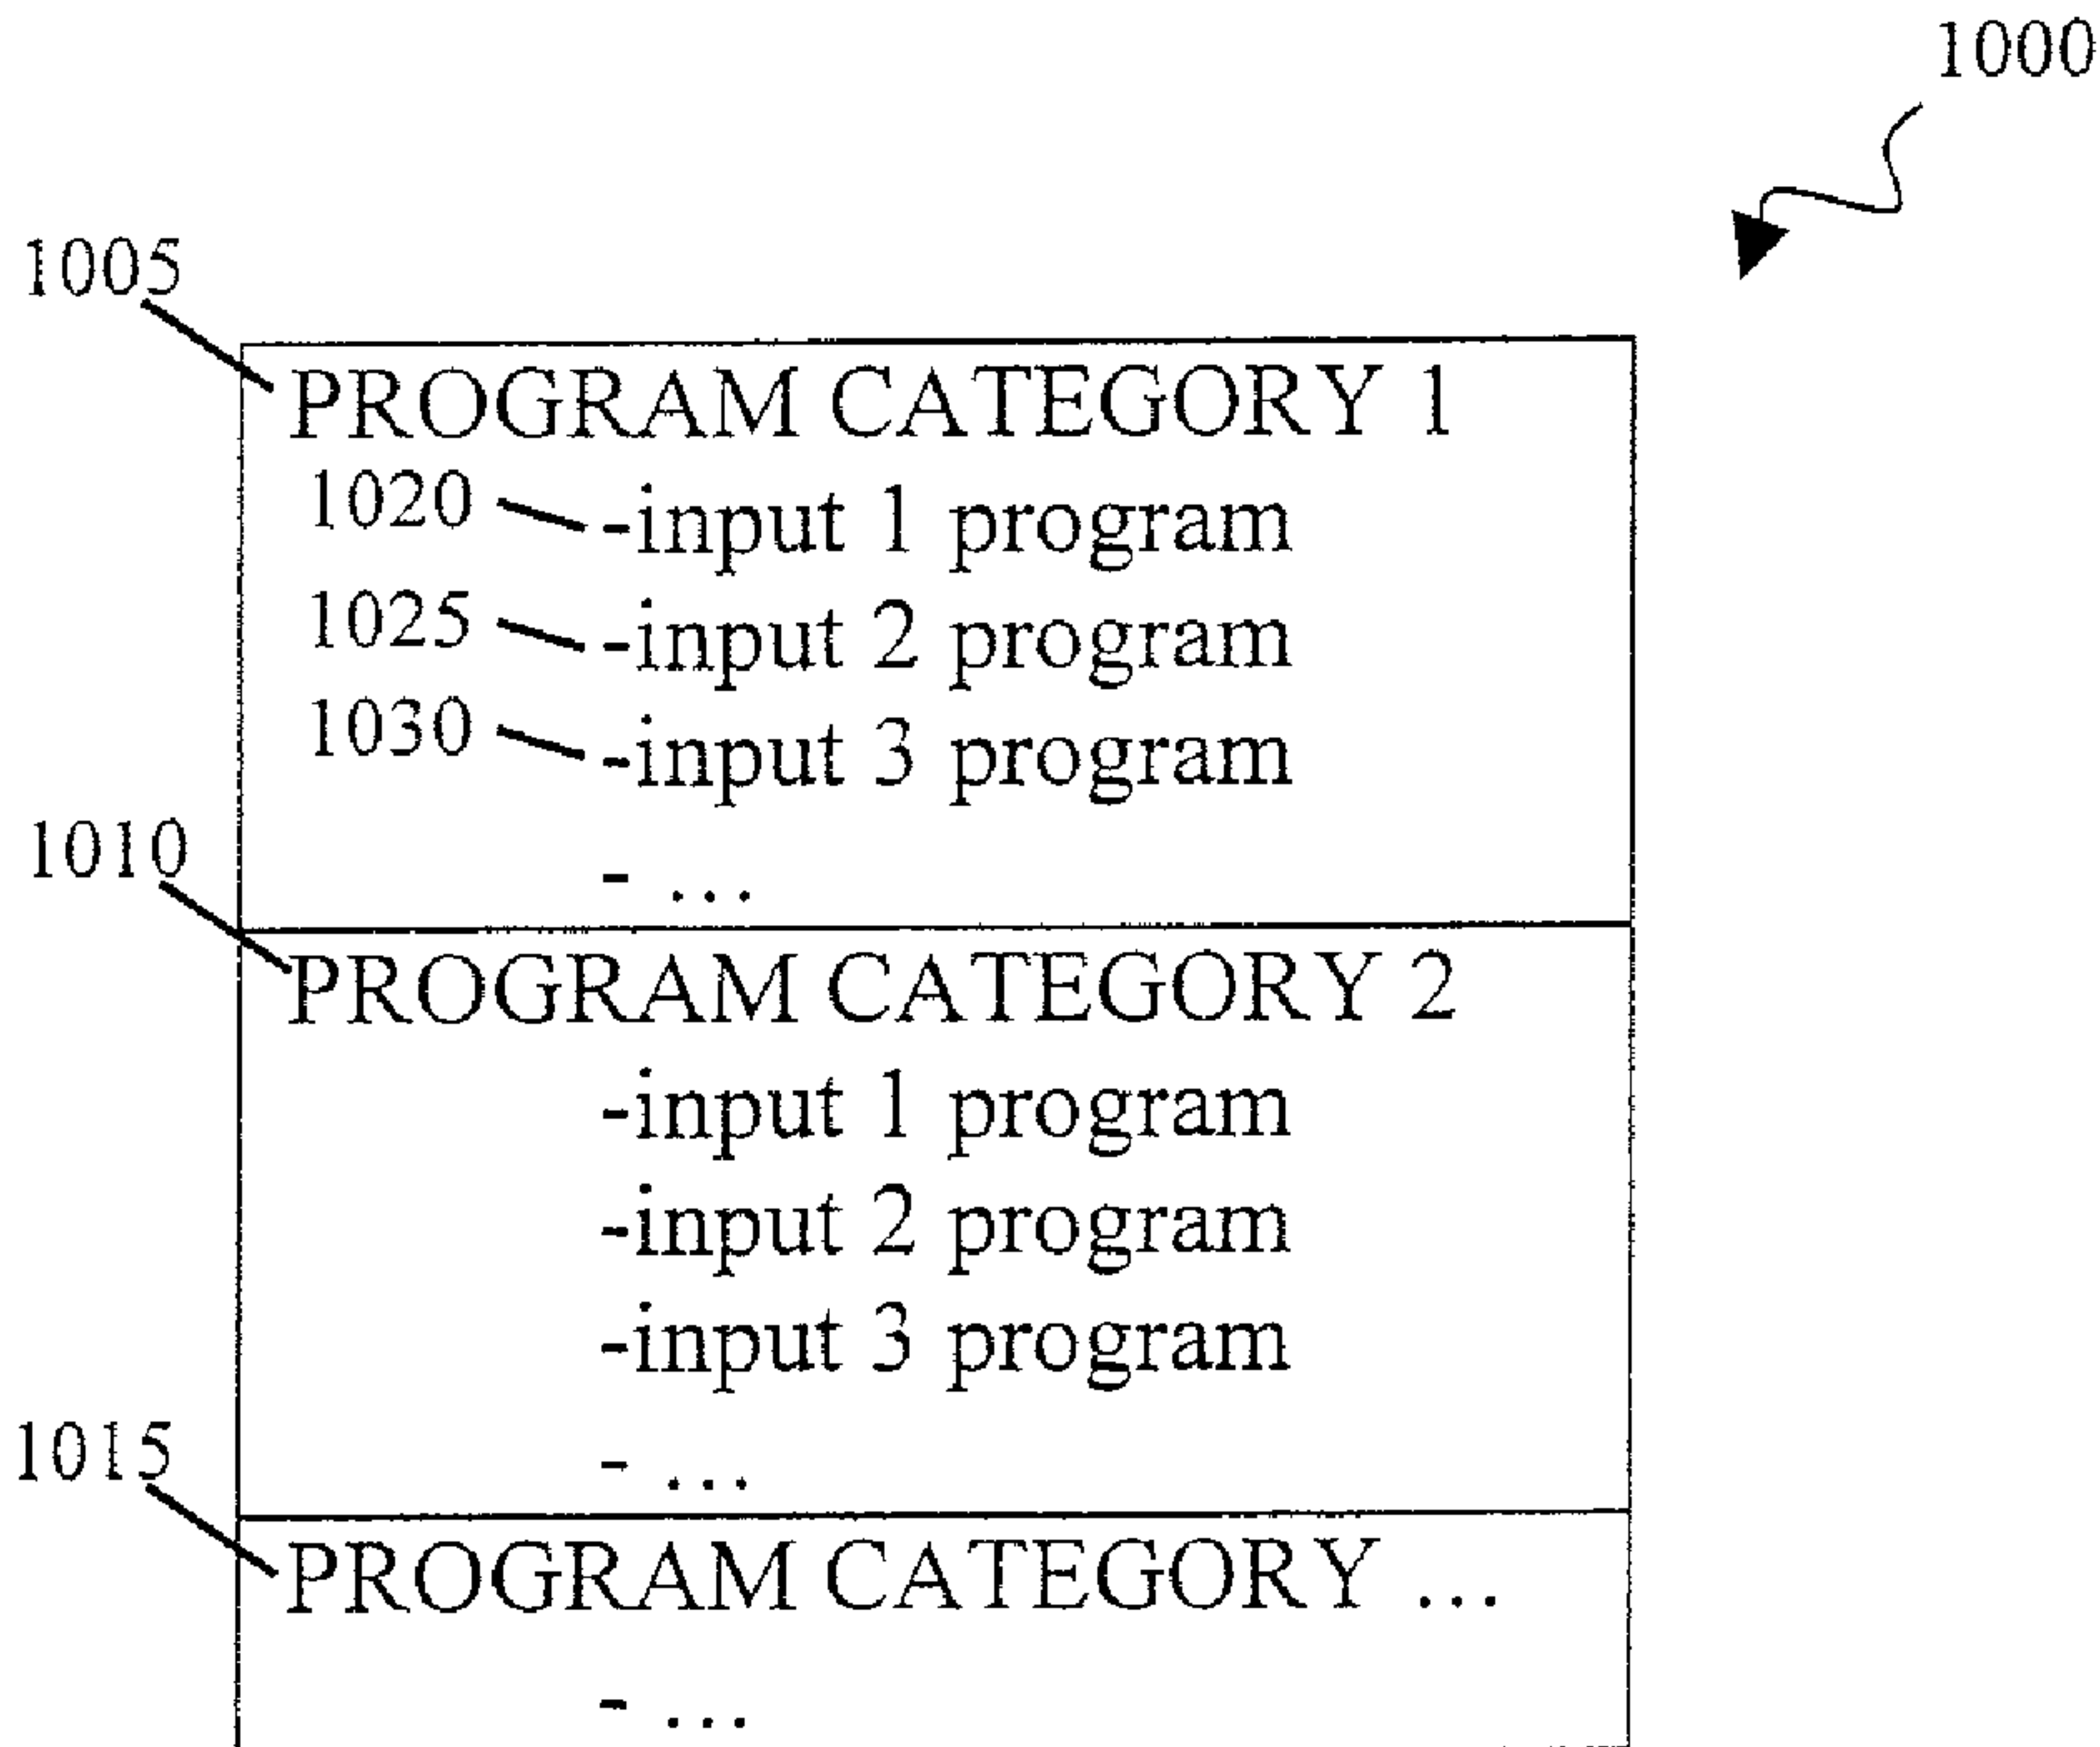 1000
1005
PROGRAM CATEGORY 1
1020 -input 1 program
1025 -input 2 program
1030 -input 3 program
- ...
1010
PROGRAM CATEGORY 2
-input 1 program
-input 2 program
-input 3 program
- ...
1015
PROGRAM CATEGORY ...
- ...